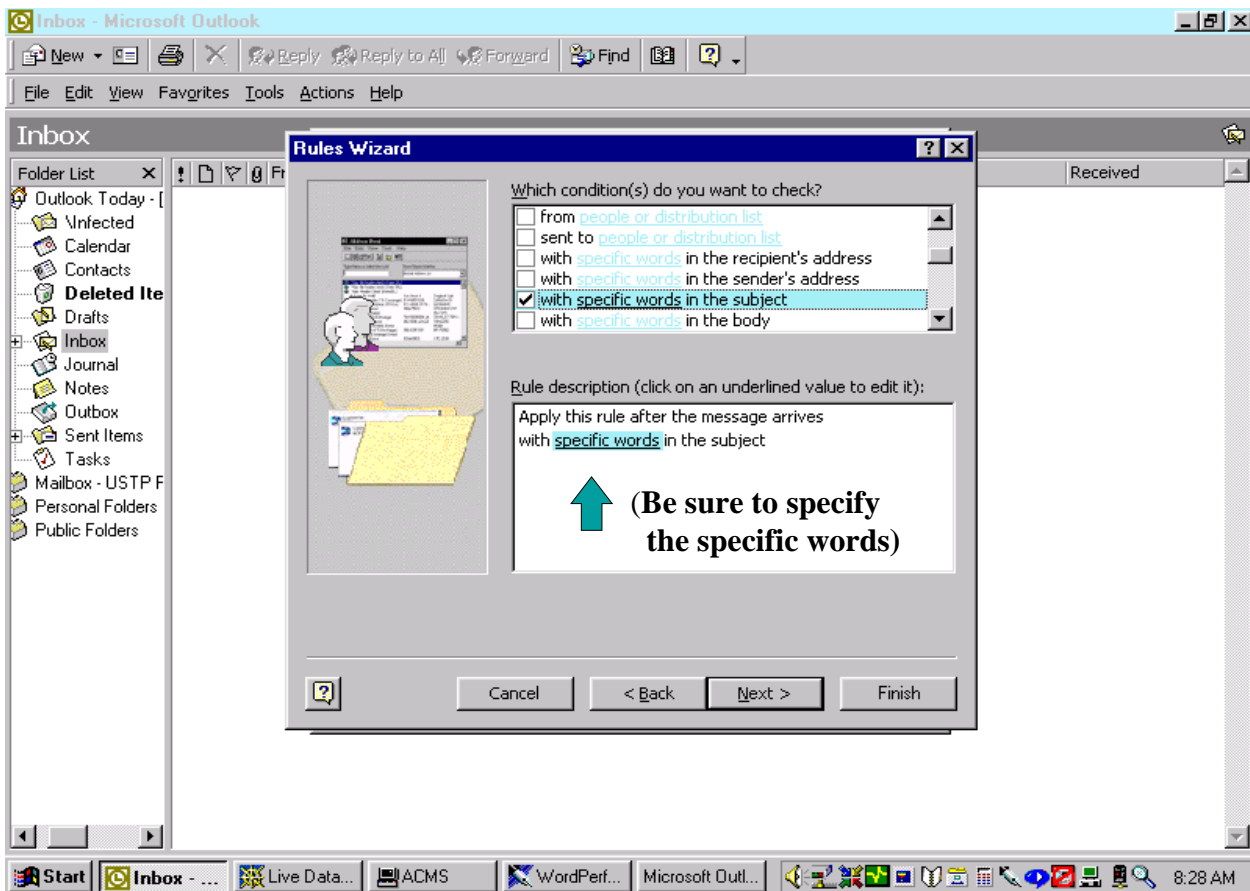 Inbox - Microsoft Outlook
New Reply Reply to All Forward Find
File Edit View Favorites Tools Actions Help
Inbox
Folder List
Received
Outlook Today - [
\Infected
Calendar
Contacts
Deleted Ite
Drafts
Inbox
Journal
Notes
Outbox
Sent Items
Tasks
Mailbox - USTP F
Personal Folders
Public Folders
Rules Wizard
Which condition(s) do you want to check?
from people or distribution list
sent to people or distribution list
with specific words in the recipient's address
with specific words in the sender's address
with specific words in the subject
with specific words in the body
Rule description (click on an underlined value to edit it):
Apply this rule after the message arrives
with specific words in the subject
(Be sure to specify
the specific words)
Cancel < Back Next > Finish
Start Inbox - ... Live Data... ACMS WordPerf... Microsoft Outl... 8:28 AM